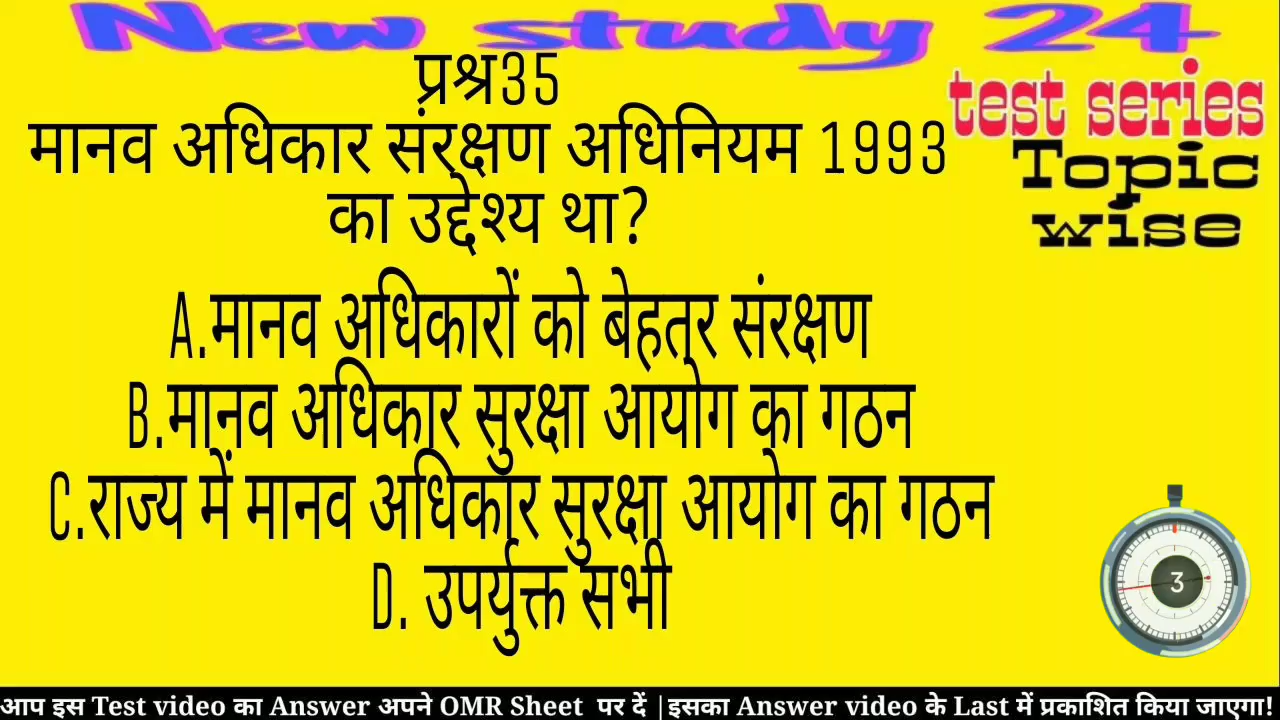 New study 24
test series
Topic
wise
प्रश्न35
मानव अधिकार संरक्षण अधिनियम 1993
का उद्देश्य था?
A.मानव अधिकारों को बेहतर संरक्षण
B.मानव अधिकार सुरक्षा आयोग का गठन
C.राज्य में मानव अधिकार सुरक्षा आयोग का गठन
D. उपर्युक्त सभी
3
आप इस Test video का Answer अपने OMR Sheet पर दें |इसका Answer video के Last में प्रकाशित किया जाएगा!